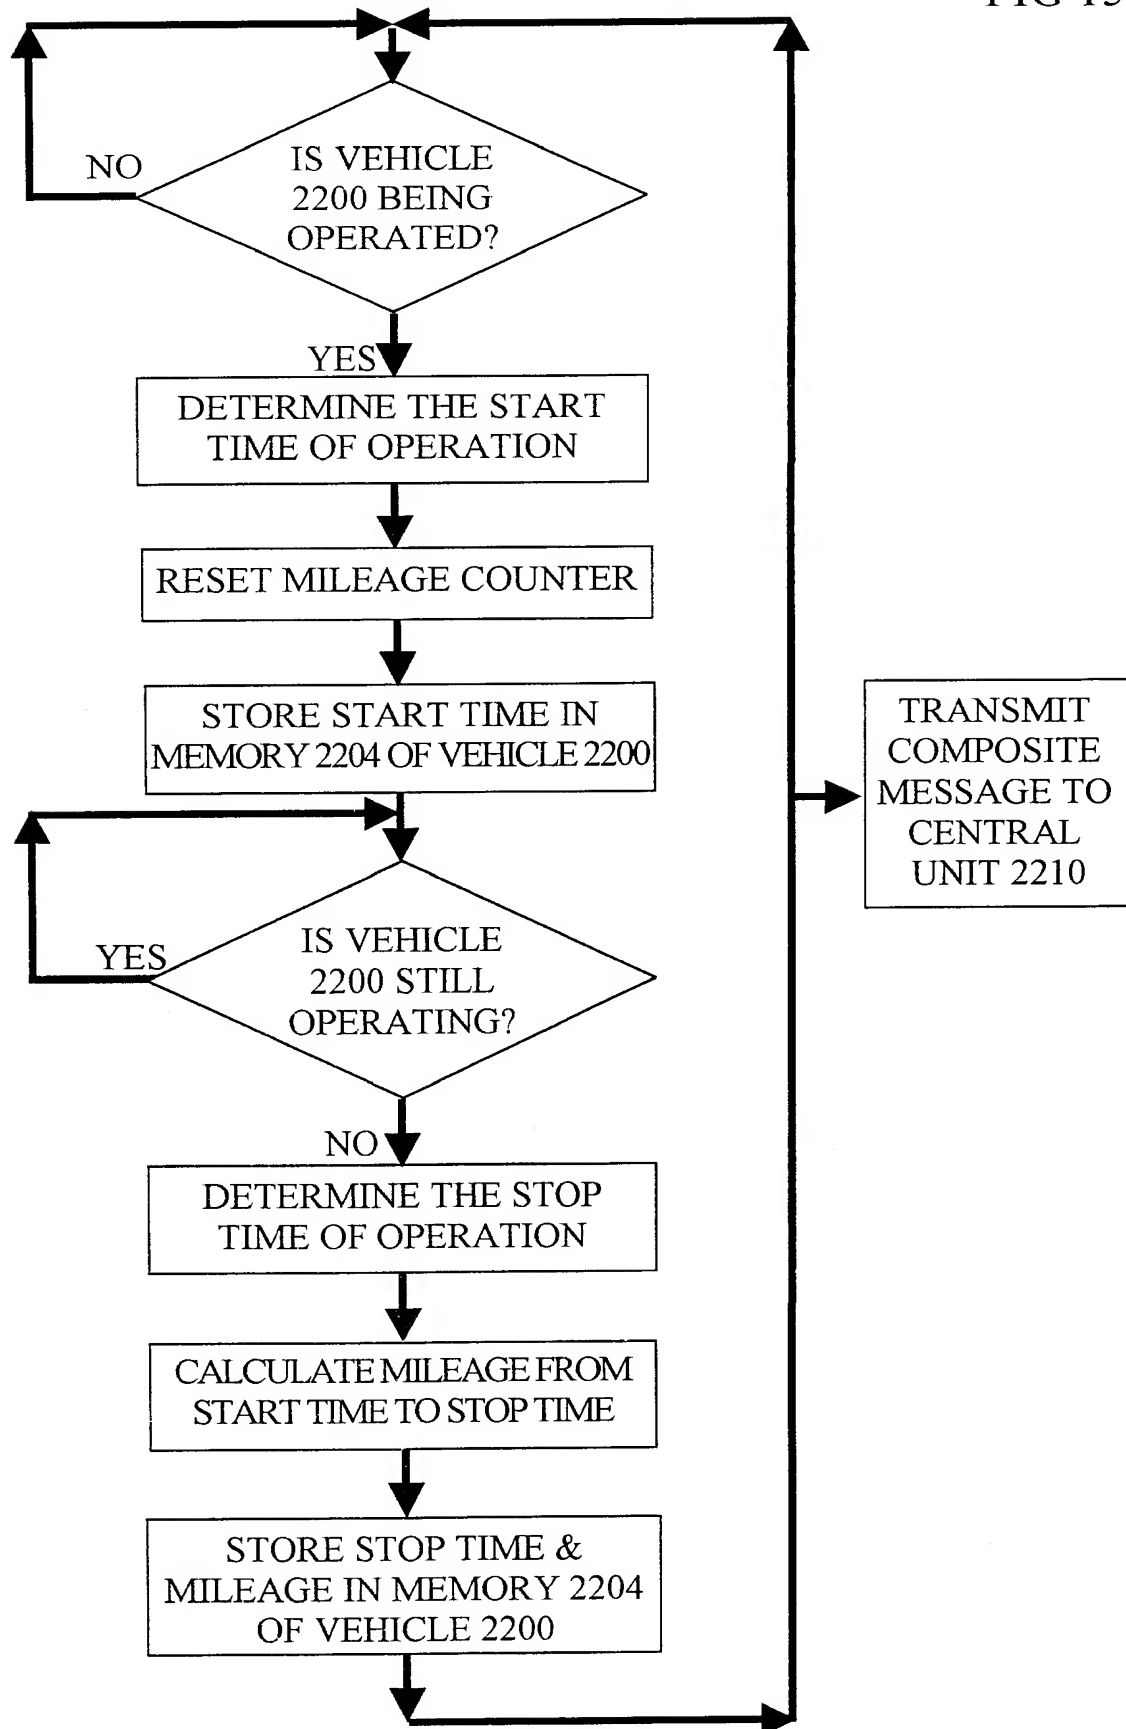 FIG 15
IS VEHICLE
2200 BEING
OPERATED?
NO
YES
DETERMINE THE START
TIME OF OPERATION
RESET MILEAGE COUNTER
STORE START TIME IN
MEMORY 2204 OF VEHICLE 2200
TRANSMIT
COMPOSITE
MESSAGE TO
CENTRAL
UNIT 2210
IS VEHICLE
2200 STILL
OPERATING?
YES
NO
DETERMINE THE STOP
TIME OF OPERATION
CALCULATE MILEAGE FROM
START TIME TO STOP TIME
STORE STOP TIME &
MILEAGE IN MEMORY 2204
OF VEHICLE 2200